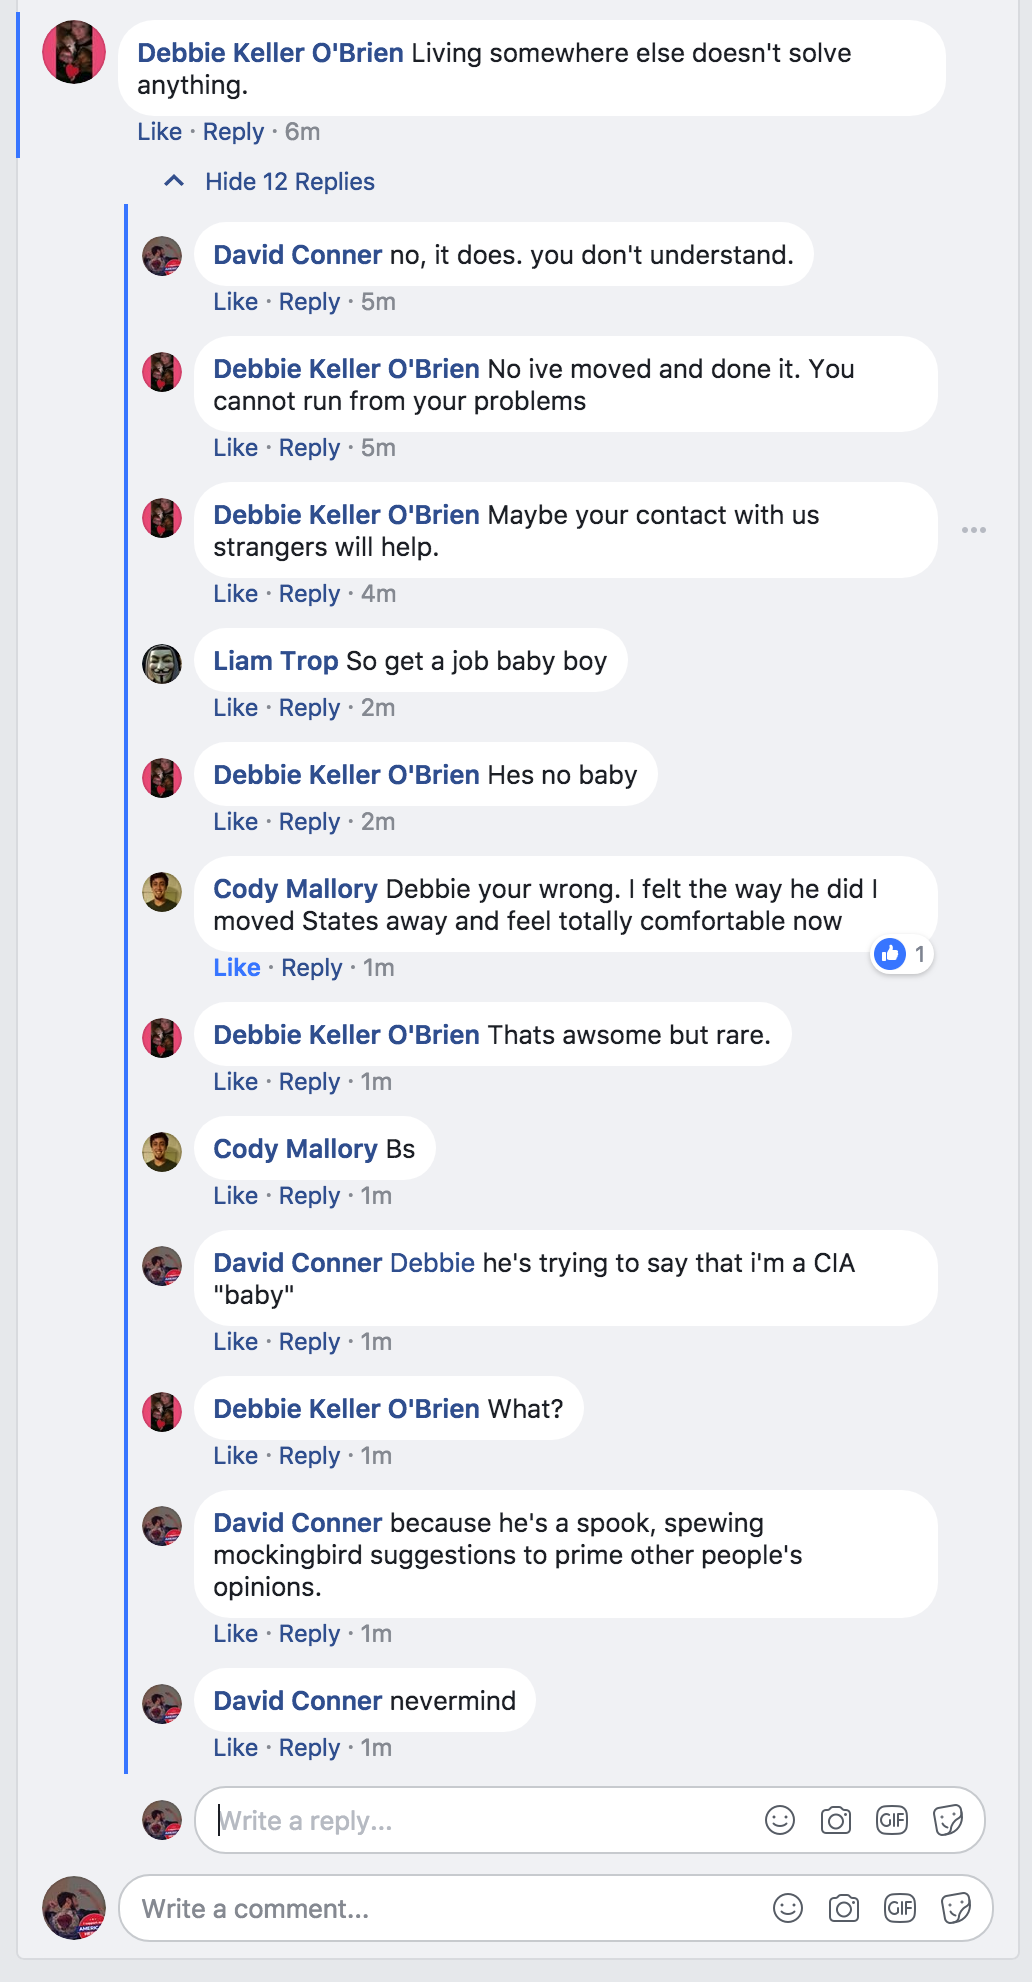 Debbie Keller O'Brien Living somewhere else doesn't solve
anything.
Like · Reply · 6m
Hide 12 Replies
David Conner no, it does. you don't understand.
Like · Reply · 5m
Debbie Keller O'Brien No ive moved and done it. You
cannot run from your problems
Like · Reply · 5m
Debbie Keller O'Brien Maybe your contact with us
strangers will help.
Like · Reply · 4m
Liam Trop So get a job baby boy
Like · Reply · 2m
Debbie Keller O'Brien Hes no baby
Like · Reply · 2m
Cody Mallory Debbie your wrong. I felt the way he did I
moved States away and feel totally comfortable now
1
Like · Reply · 1m
Debbie Keller O'Brien Thats awsome but rare.
Like · Reply · 1m
Cody Mallory Bs
Like · Reply · 1m
David Conner Debbie he's trying to say that i'm a CIA
"baby"
Like · Reply · 1m
Debbie Keller O'Brien What?
Like · Reply · 1m
David Conner because he's a spook, spewing
mockingbird suggestions to prime other people's
opinions.
Like · Reply · 1m
David Conner nevermind
Like · Reply · 1m
Write a reply...
GIF
Write a comment...
GIF